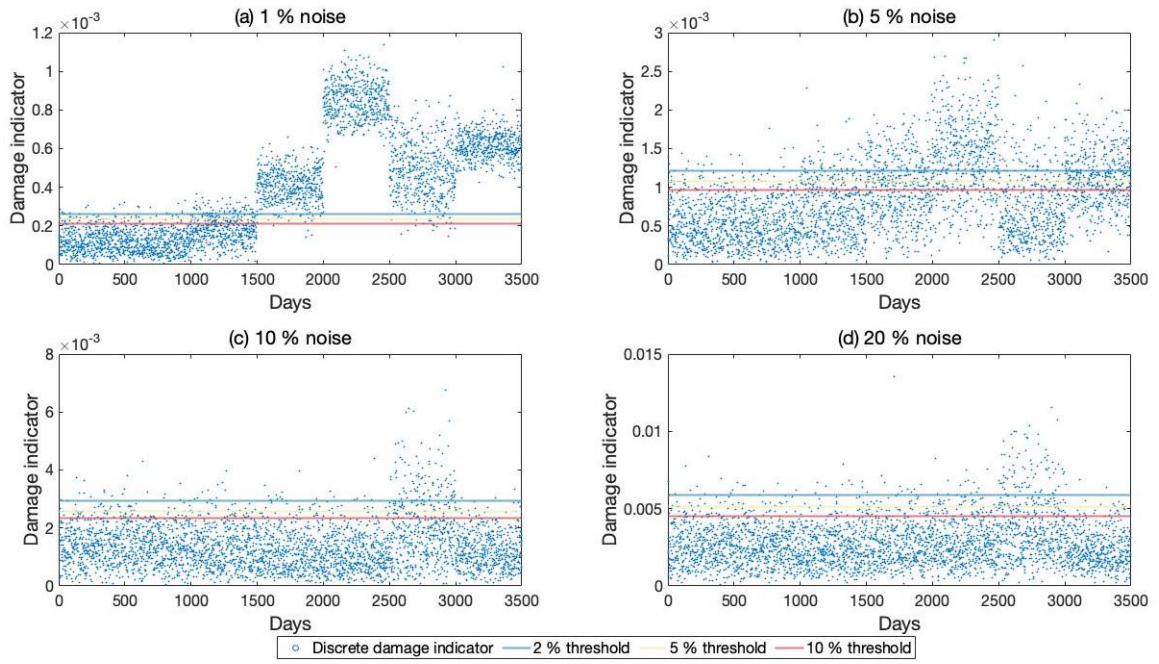 (a) 1 % noise
×10-3
1.2
1
0.8
0.6
0.4
0.2
0
Damage indicator
0 500 1000 1500 2000 2500 3000 3500
Days
(b) 5 % noise
×10-3
3
2.5
2
1.5
1
0.5
0
Damage indicator
0 500 1000 1500 2000 2500 3000 3500
Days
(c) 10 % noise
×10-3
8
6
4
2
0
Damage indicator
0 500 1000 1500 2000 2500 3000 3500
Days
(d) 20 % noise
0.015
0.01
0.005
0
Damage indicator
0 500 1000 1500 2000 2500 3000 3500
Days
Discrete damage indicator 2 % threshold 5 % threshold 10 % threshold